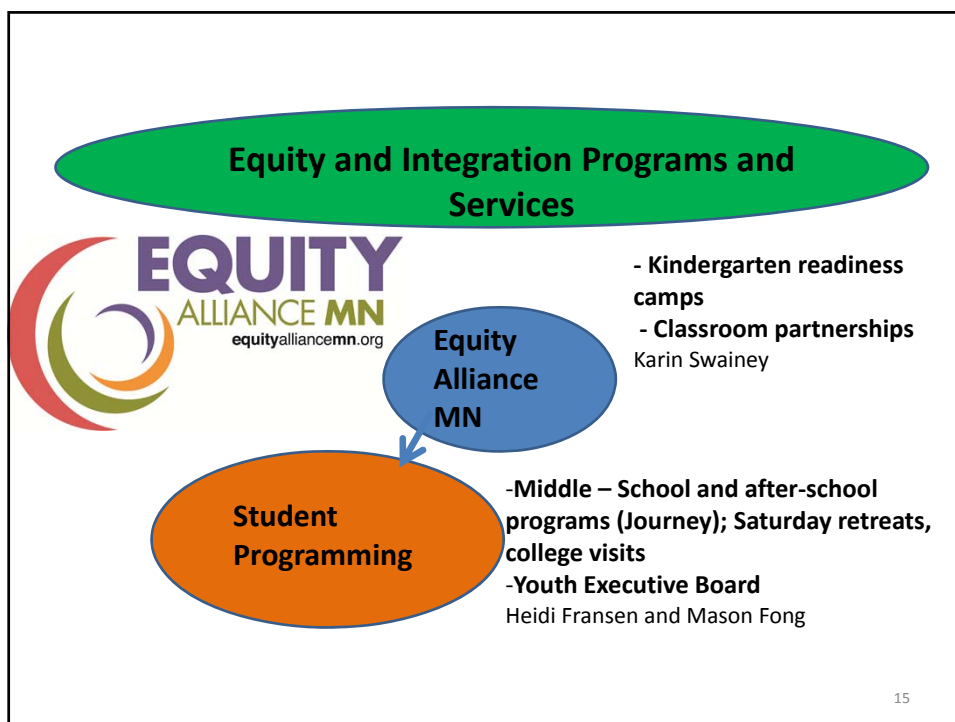 Equity and Integration Programs and
Services
EQUITY
ALLIANCE MN
equityalliancemn.org
- Kindergarten readiness
camps
- Classroom partnerships
Karin Swainey
Equity
Alliance
MN
Student
Programming
-Middle – School and after-school
programs (Journey); Saturday retreats,
college visits
-Youth Executive Board
Heidi Fransen and Mason Fong
15